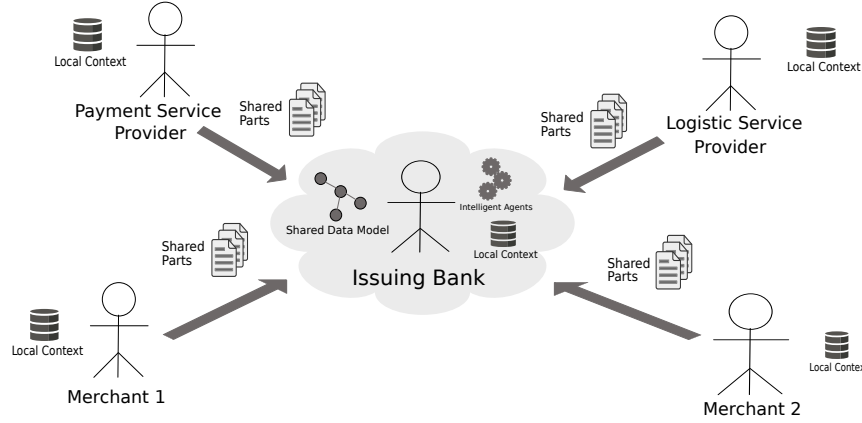 Local Context
Payment Service
Provider
Shared
Parts
Shared
Parts
Local Context
Logistic Service
Provider
Shared Data Model
Intelligent Agents
Local Context
Issuing Bank
Shared
Parts
Local Context
Merchant 1
Shared
Parts
Local Contex
Merchant 2